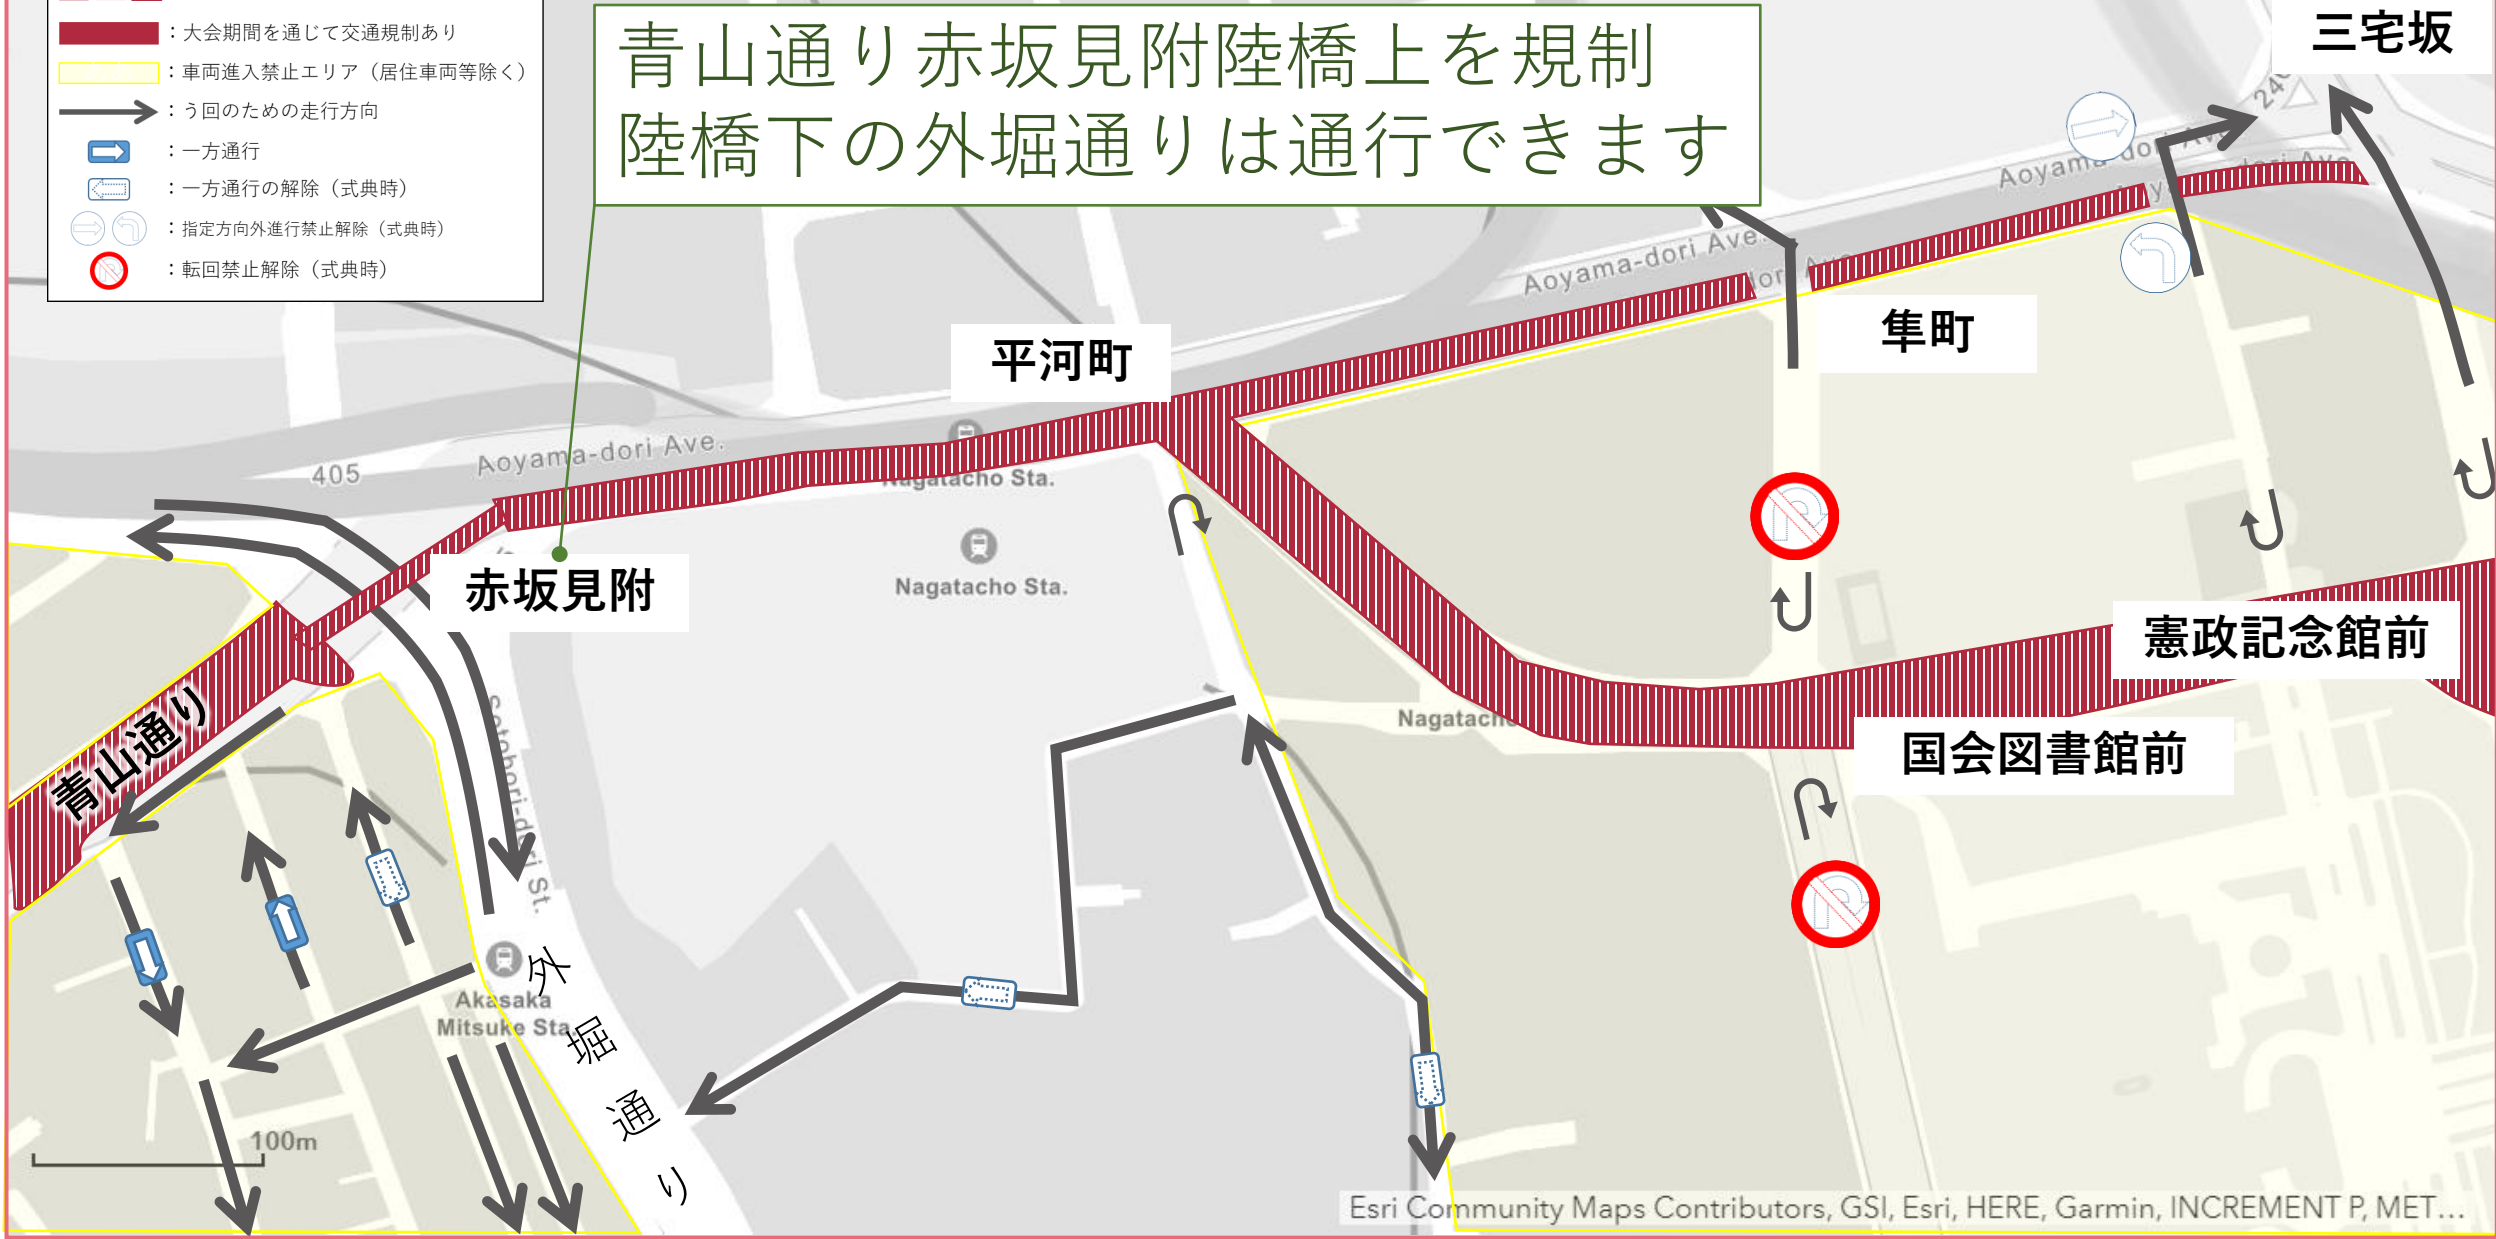 ：大会期間を通じて交通規制あり
：車両進入禁止エリア（居住車両等除く）
：う回のための走行方向
：一方通行
：一方通行の解除（式典時）
：指定方向外進行禁止解除（式典時）
：転回禁止解除（式典時）
青山通り赤坂見附陸橋上を規制
陸橋下の外堀通りは通行できます
三宅坂
Aoyama-dori Ave.
Aoyama-dori Ave.
隼町
平河町
Aoyama-dori Ave.
405
Nagatacho Sta.
Nagatacho Sta.
赤坂見附
憲政記念館前
国会図書館前
青山通り
Sotobori-dori St.
Akasaka
Mitsuke Sta.
外堀通り
100m
Esri Community Maps Contributors, GSI, Esri, HERE, Garmin, INCREMENT P, MET...